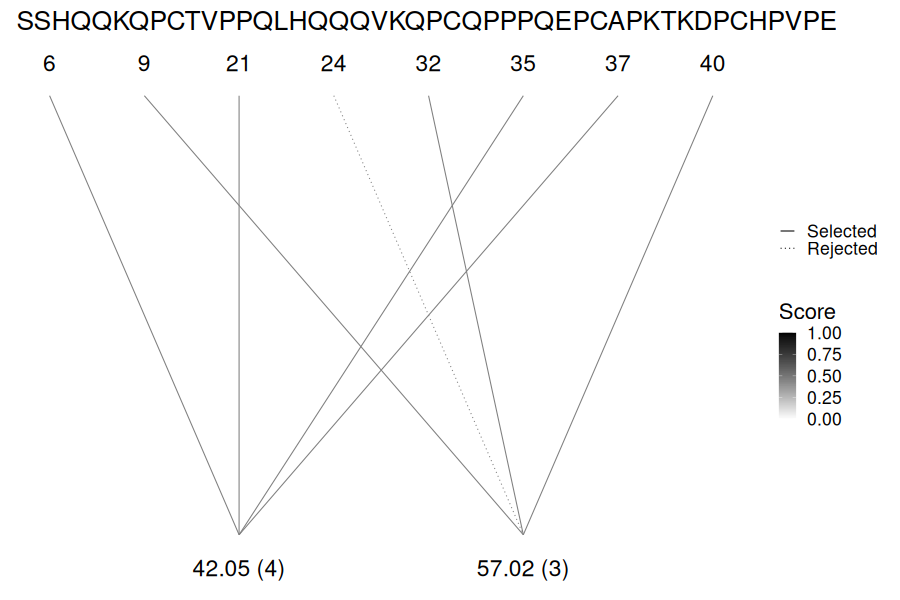 SSHQQKQPCTVPPQLHQQQVKQPCQPPPQEPCAPKTKDPCHPVPE
6 9 21 24 32 35 37 40
Selected
Rejected
Score
1.00
0.75
0.50
0.25
0.00
42.05 (4) 57.02 (3)